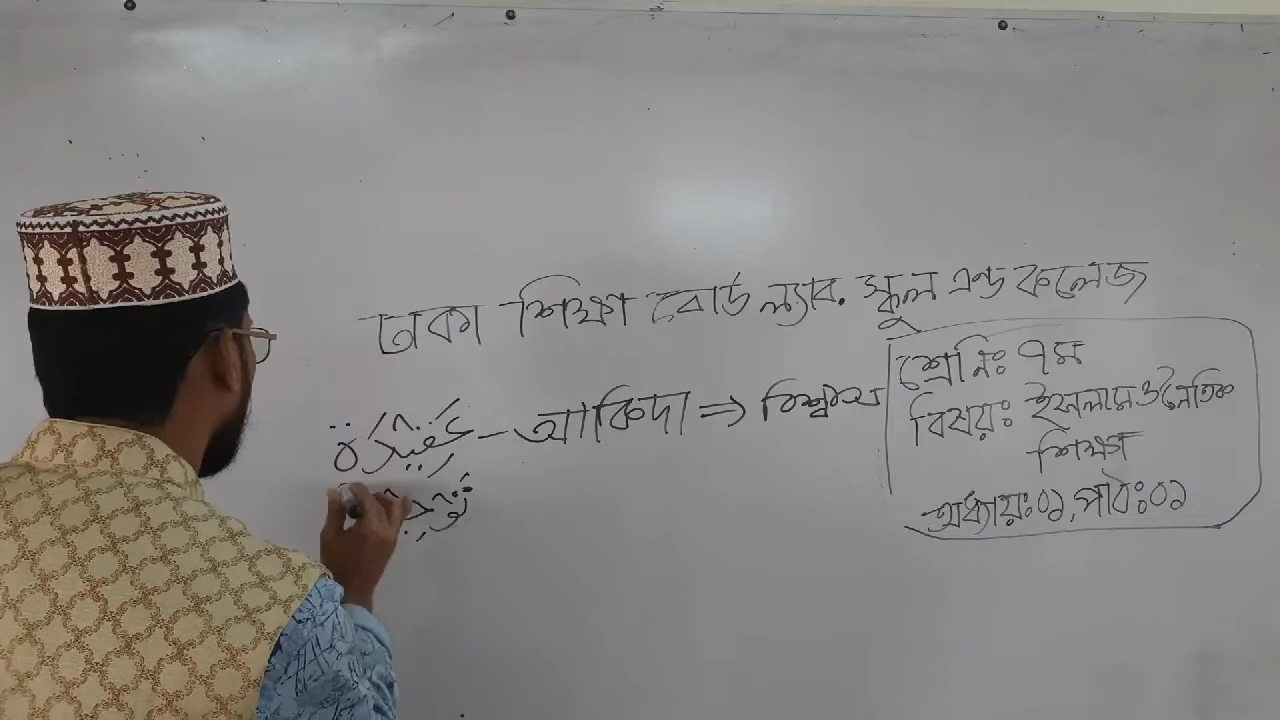 ঢাকা শিক্ষা বোর্ড ল্যাব. স্কুল এন্ড কলেজ
শ্রেনিঃ ৭ম
বিষয়ঃ ইসলাম ও নৈতিক
শিক্ষা
অধ্যায়ঃ ০১, পাঠঃ ০১
عَقِيْدَةٌ – আকিদা ⇒ বিশ্বাস